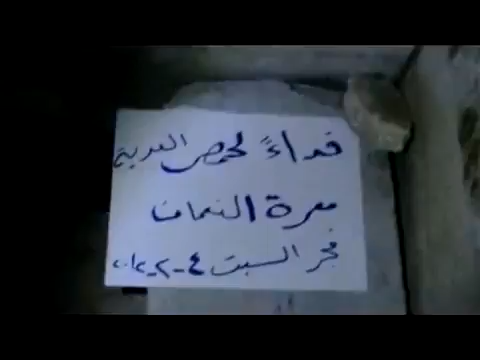 فداءً لحمص العدية
معرة النعمان
فجر السبت ٤-٢-٢٠١٢